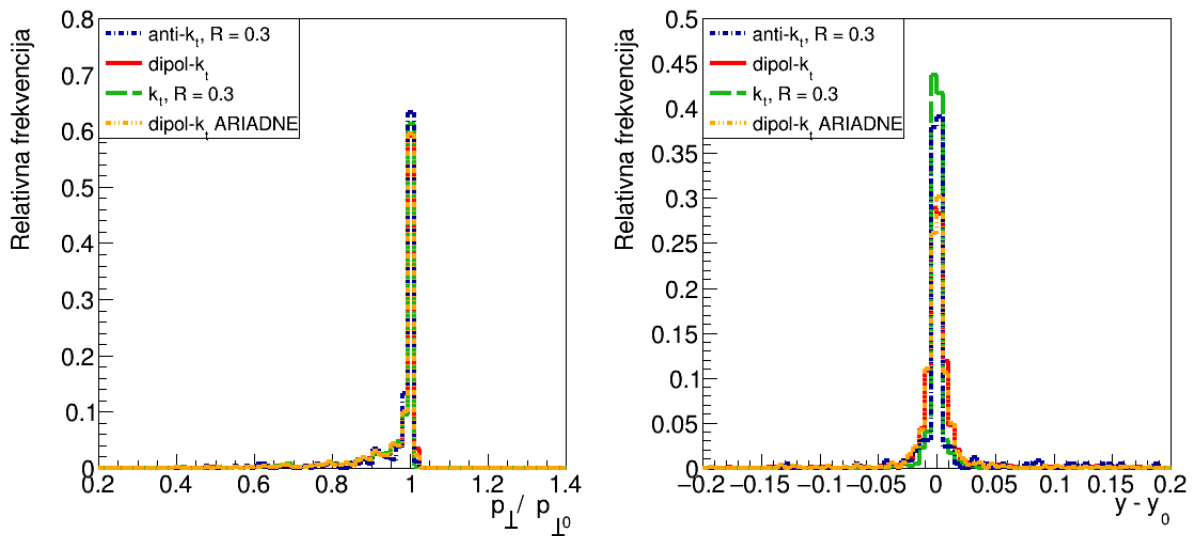 Relativna frekvencija
0.8
0.7
0.6
0.5
0.4
0.3
0.2
0.1
0
anti-kt, R = 0.3
dipol-kt
kt, R = 0.3
dipol-kt ARIADNE
0.2 0.4 0.6 0.8 1 1.2 1.4
p⊥/ p⊥0
Relativna frekvencija
0.5
0.45
0.4
0.35
0.3
0.25
0.2
0.15
0.1
0.05
0
anti-kt, R = 0.3
dipol-kt
kt, R = 0.3
dipol-kt ARIADNE
−0.2 −0.15 −0.1 −0.05 0 0.05 0.1 0.15 0.2
y - y0